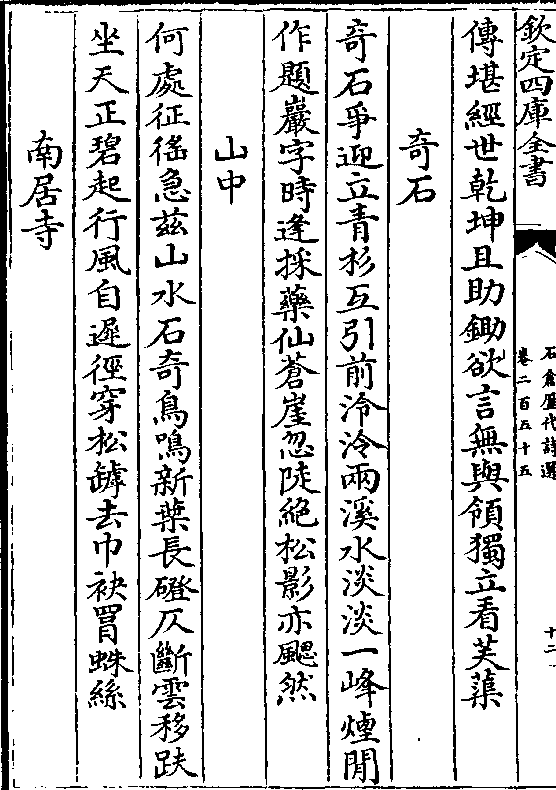 欽定四庫全書
石倉歷代詩選
卷二百五十五
十二
傳堪經世乾坤且助鋤欲言無與領獨立看芙蕖
奇石
奇石爭迎立青杉互引前泠泠兩溪水淡淡一峰煙閒
作題巖字時逢採藥仙蒼崖忽陡絶松影亦颸然
山中
何處征徭急兹山水石奇鳥鳴新葉長磴仄斷雲移趺
坐天正碧起行風自遲徑穿松罅去巾袂罥蛛絲
南居寺